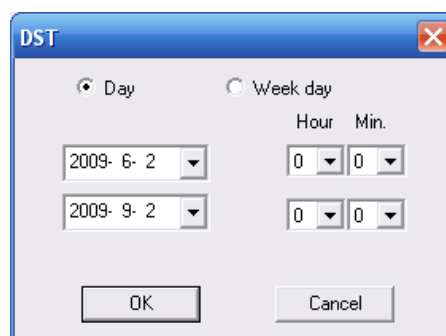 DST
Day Week day
Hour Min.
2009- 6- 2 0 0
2009- 9- 2 0 0
OK Cancel